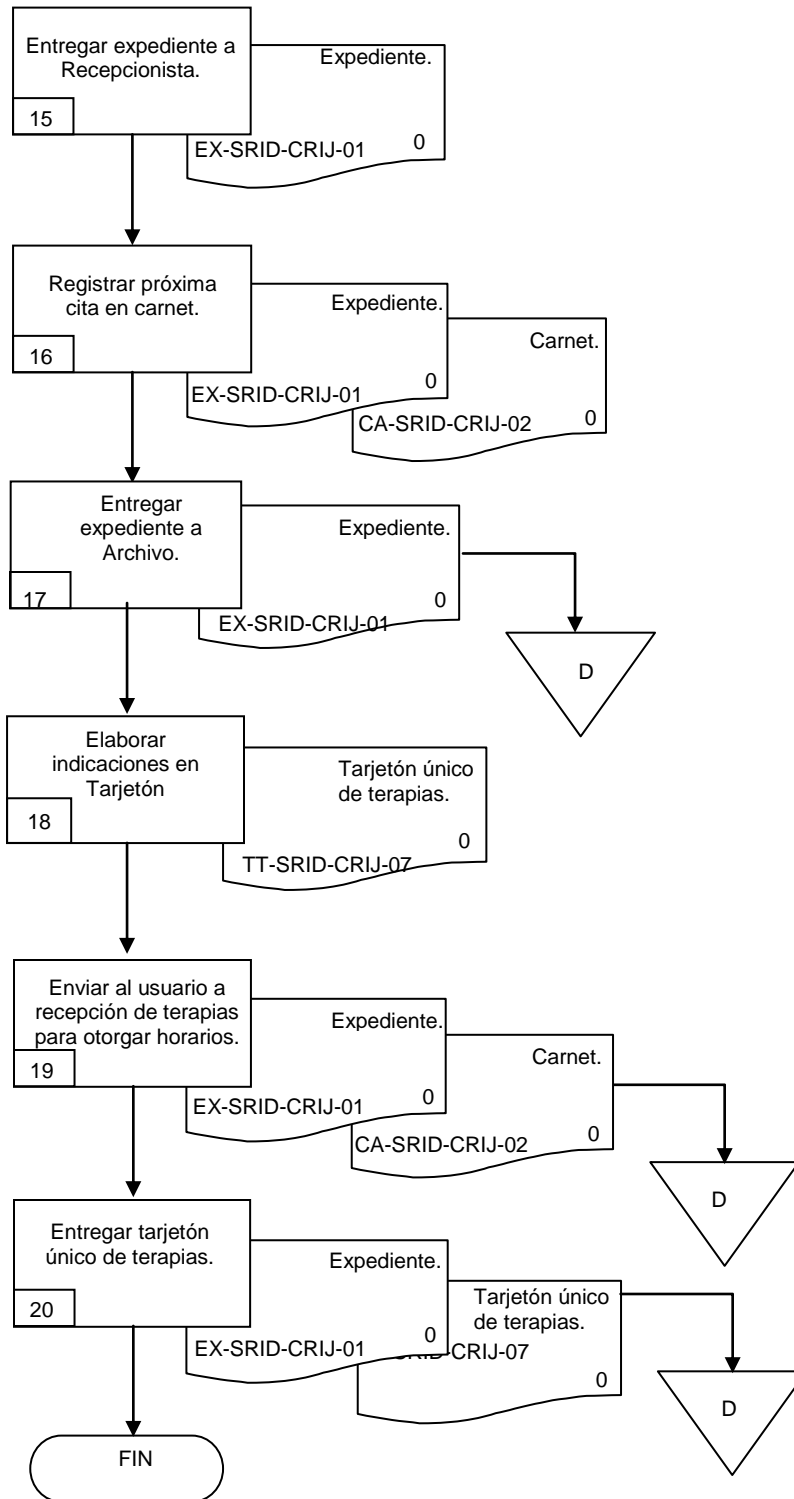 Entregar expediente a
Recepcionista.
15
Expediente.
0
EX-SRID-CRIJ-01
Registrar próxima
cita en carnet.
16
Expediente.
0
EX-SRID-CRIJ-01
Carnet.
CA-SRID-CRIJ-02
0
Entregar
expediente a
Archivo.
17
Expediente.
0
EX-SRID-CRIJ-01
D
Elaborar
indicaciones en
Tarjetón
18
Tarjetón único
de terapias.
0
TT-SRID-CRIJ-07
Enviar al usuario a
recepción de terapias
para otorgar horarios.
19
Expediente.
0
EX-SRID-CRIJ-01
Carnet.
0
CA-SRID-CRIJ-02
D
Entregar tarjetón
único de terapias.
20
Expediente.
0
EX-SRID-CRIJ-01
Tarjetón único
de terapias.
CRIJ-07
0
D
FIN